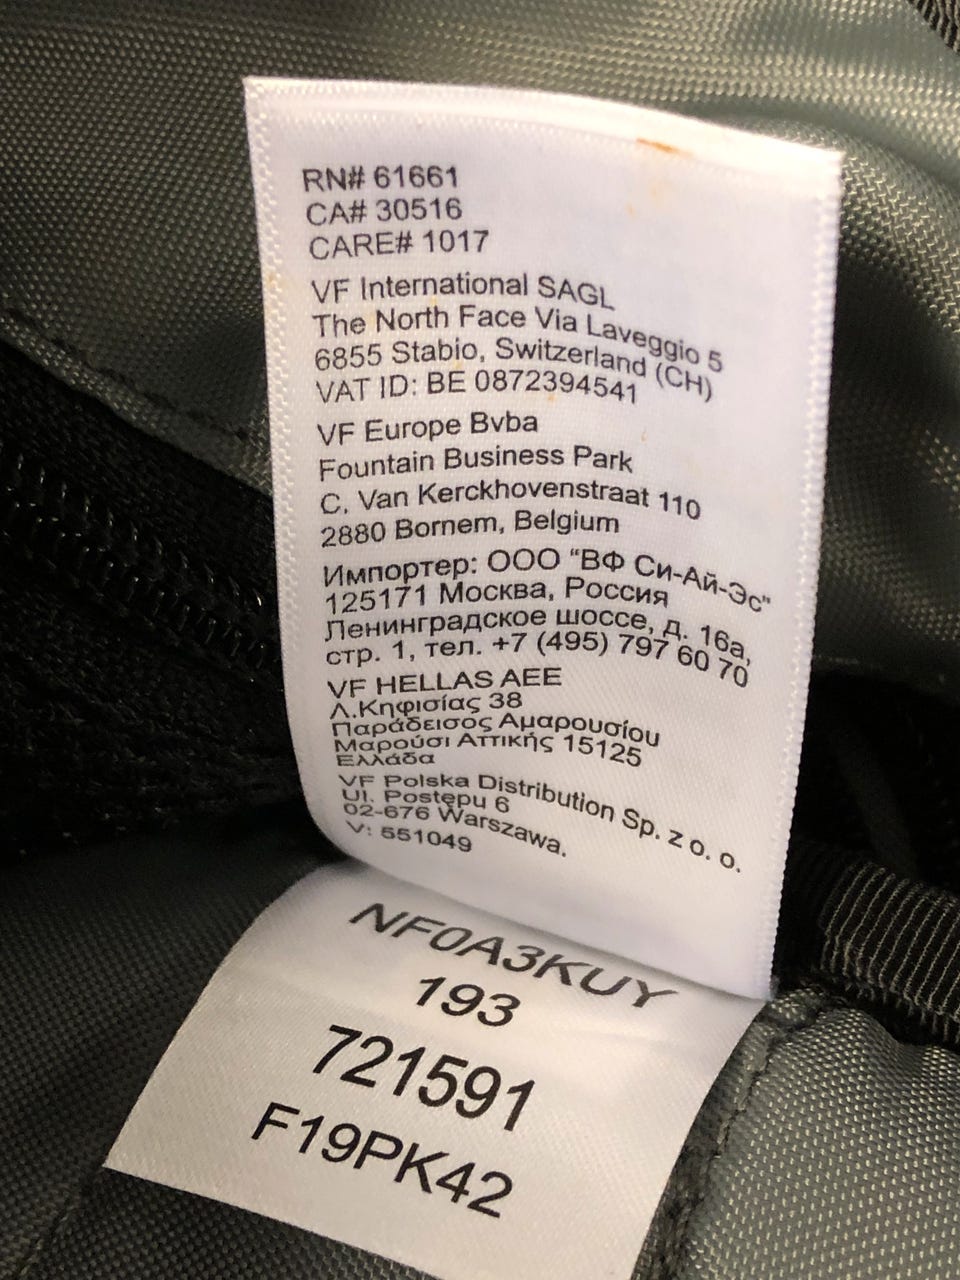 RN# 61661
CA# 30516
CARE# 1017
VF International SAGL
The North Face Via Laveggio 5
6855 Stabio, Switzerland (CH)
VAT ID: BE 0872394541
VF Europe Bvba
Fountain Business Park
C. Van Kerckhovenstraat 110
2880 Bornem, Belgium
Импортер: ООО "ВФ Си-Ай-Эс"
125171 Москва, Россия
Ленинградское шоссе, д. 16а,
стр. 1, тел. +7 (495) 797 60 70
VF HELLAS AEE
Λ.Κηφισίας 38
Παράδεισος Αμαρουσίου
Μαρούσι Αττικής 15125
Ελλάδα
VF Polska Distribution Sp. z o. o.
Ul. Postępu 6
02-676 Warszawa.
V: 551049
NF0A3KUY
193
721591
F19PK42